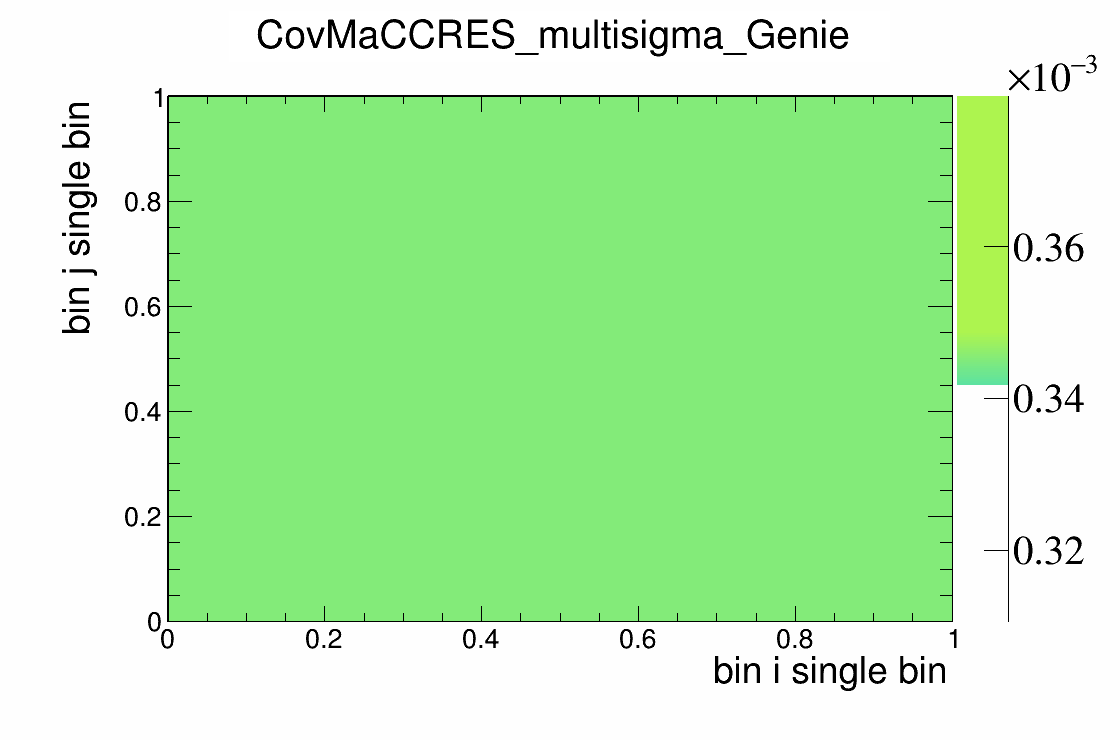 CovMaCCRES_multisigma_Genie
×10⁻³
bin j single bin
1
0.8
0.6
0.4
0.2
0
0 0.2 0.4 0.6 0.8 1
bin i single bin
0.36
0.34
0.32